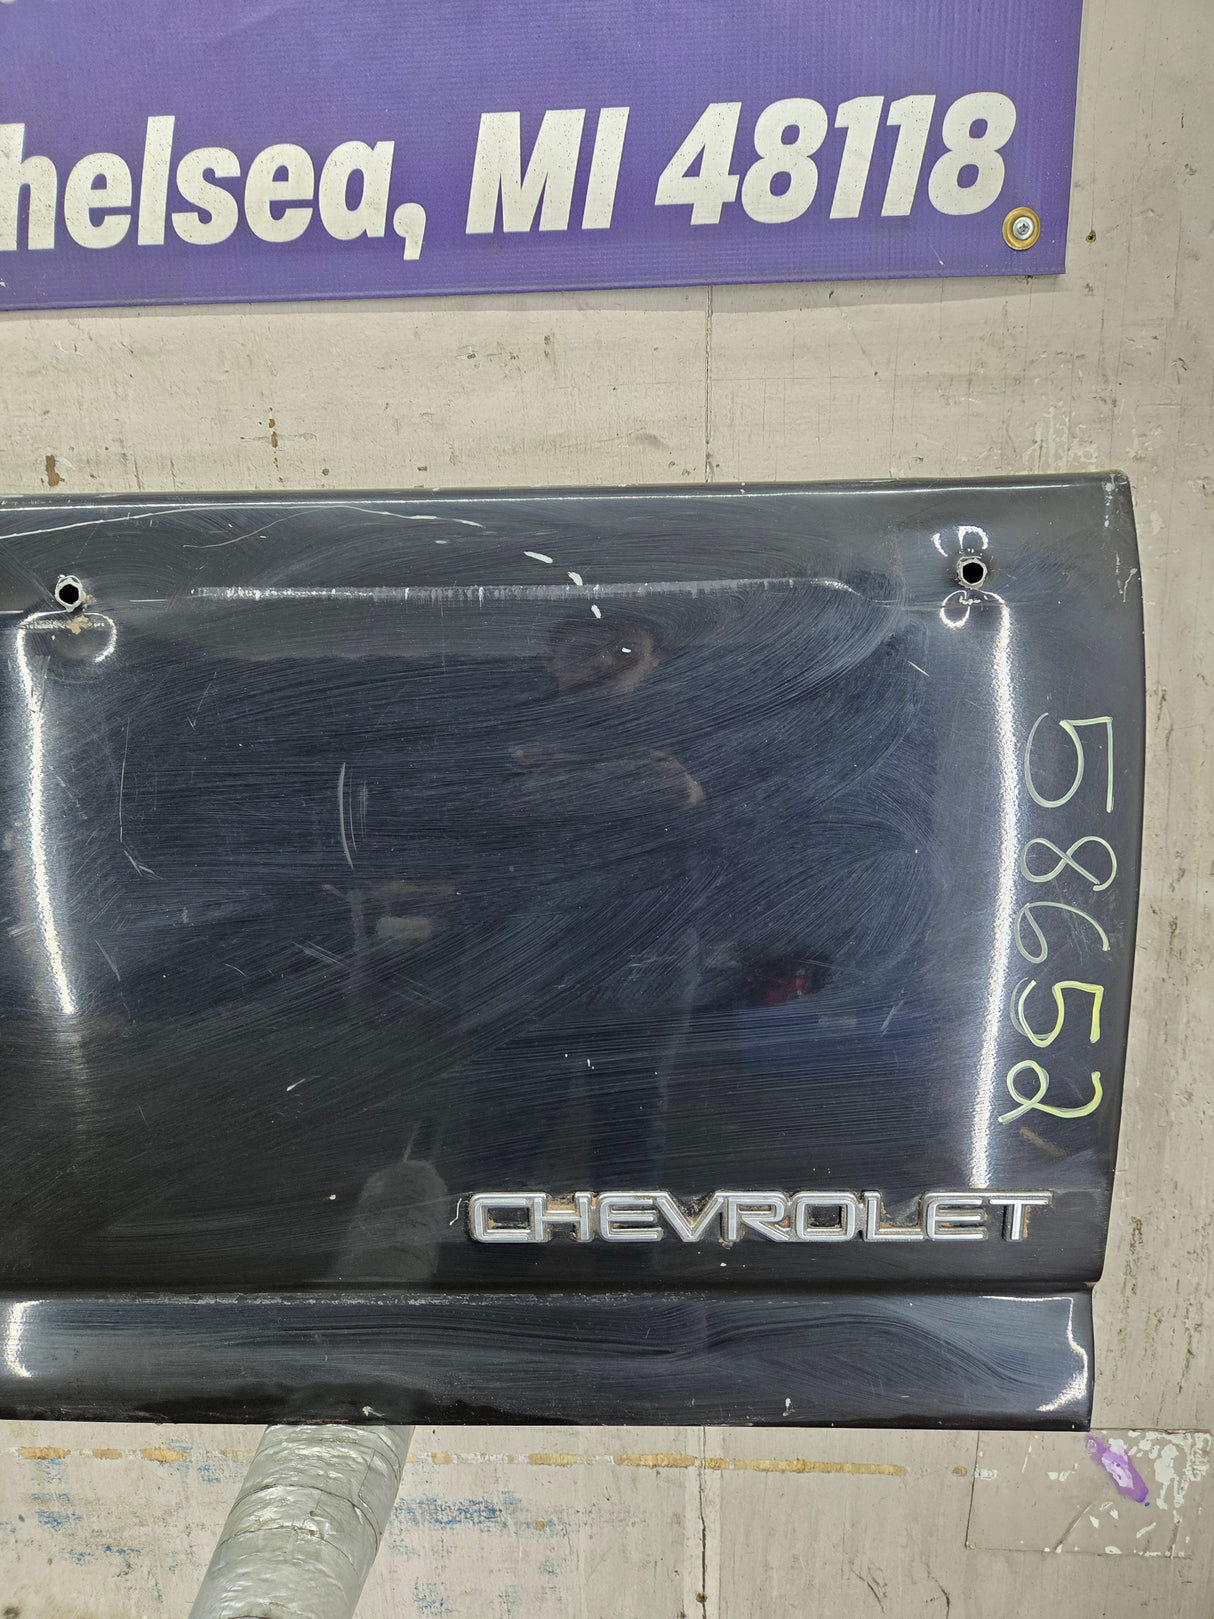 helsea, MI 48118
58652
CHEVROLET